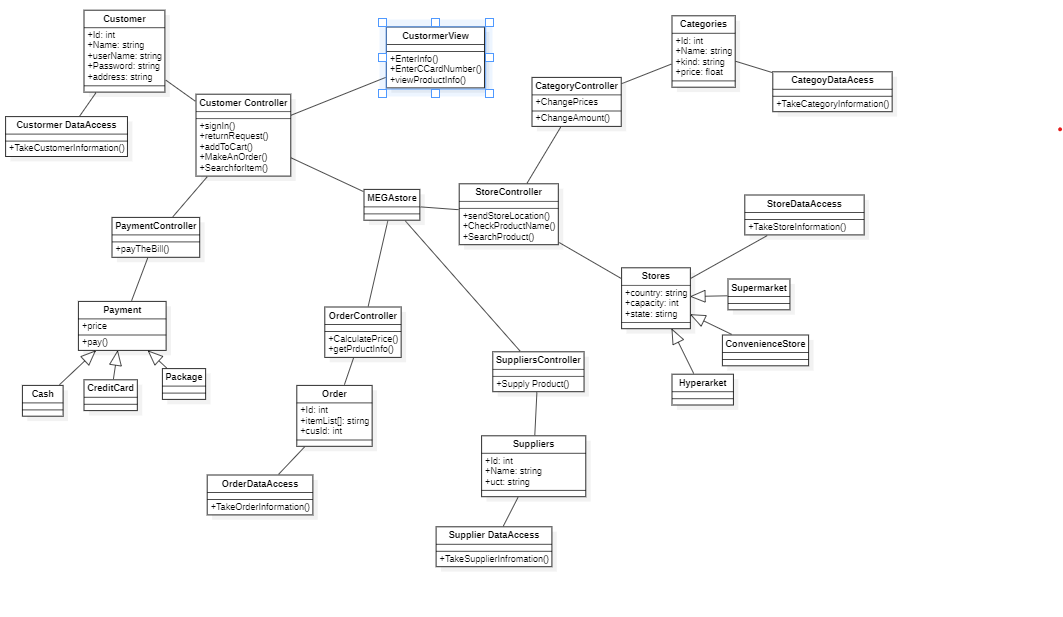 Customer
+Id: int
+Name: string
+userName: string
+Password: string
+address: string
Custormer DataAccess
+TakeCustomerInformation()
Customer Controller
+signIn()
+returnRequest()
+addToCart()
+MakeAnOrder()
+SearchforItem()
CustormerView
+EnterInfo()
+EnterCCardNumber()
+viewProductInfo()
Categories
+Id: int
+Name: string
+kind: string
+price: float
CategoryController
+ChangePrices
+ChangeAmount()
CategoyDataAcess
+TakeCategoryInformation()
MEGAstore
StoreController
+sendStoreLocation()
+CheckProductName()
+SearchProduct()
StoreDataAccess
+TakeStoreInformation()
PaymentController
+payTheBill()
Stores
+country: string
+capacity: int
+state: stirng
Supermarket
ConvenienceStore
Hyperarket
Payment
+price
+pay()
Cash
CreditCard
Package
OrderController
+CalculatePrice()
+getPrductInfo()
Order
+Id: int
+itemList[]: stirng
+cusId: int
OrderDataAccess
+TakeOrderInformation()
SuppliersController
+Supply Product()
Suppliers
+Id: int
+Name: string
+uct: string
Supplier DataAccess
+TakeSupplierInfromation()